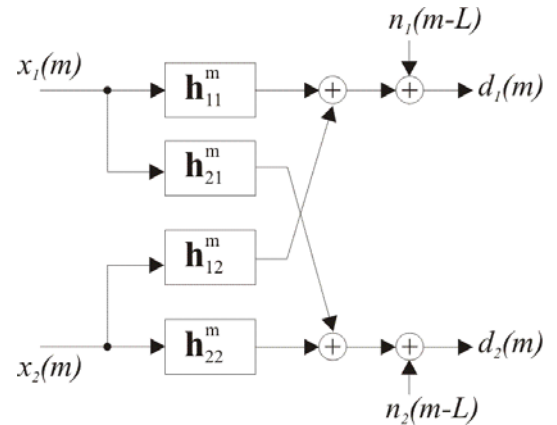 n₁(m-L)
x₁(m)
h₁₁ᵐ
+
+
d₁(m)
h₂₁ᵐ
h₁₂ᵐ
x₂(m)
h₂₂ᵐ
+
+
d₂(m)
n₂(m-L)